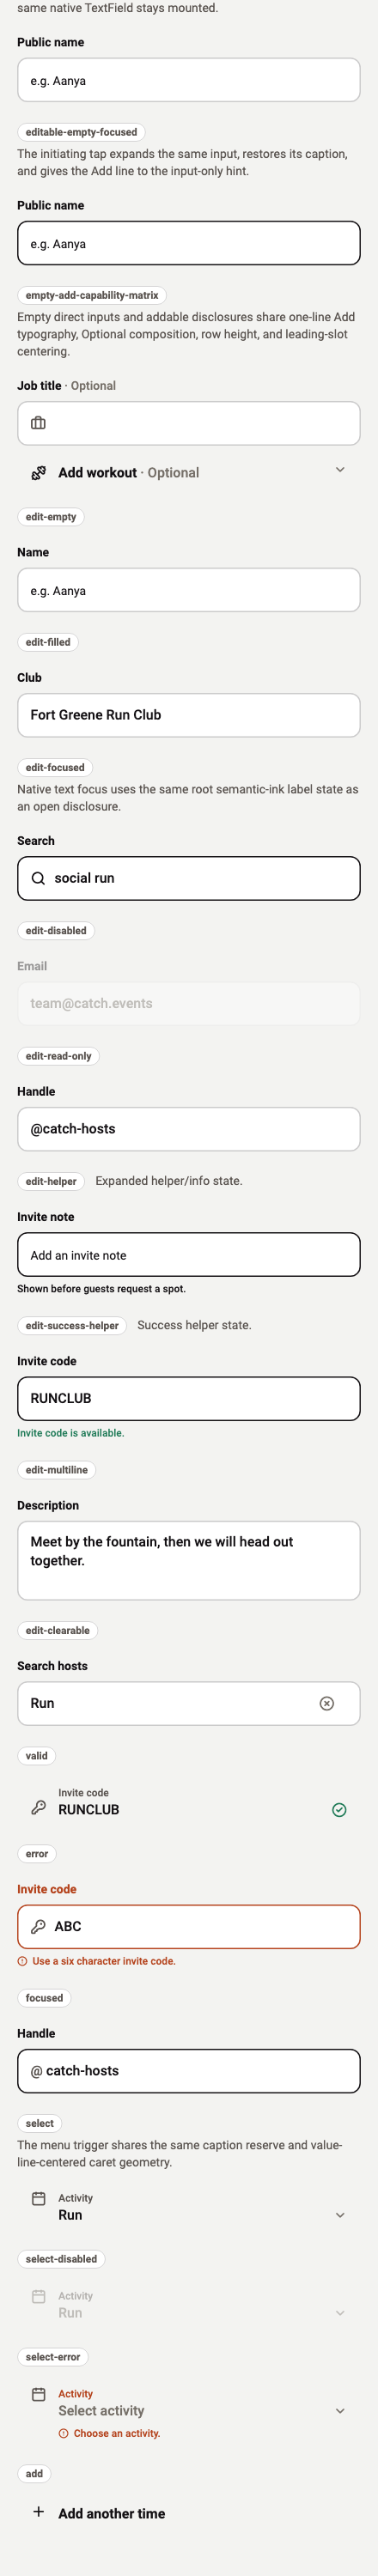 same native TextField stays mounted.
Public name
e.g. Aanya
editable-empty-focused
The initiating tap expands the same input, restores its caption,
and gives the Add line to the input-only hint.
Public name
e.g. Aanya
empty-add-capability-matrix
Empty direct inputs and addable disclosures share one-line Add
typography, Optional composition, row height, and leading-slot
centering.
Job title · Optional
Add workout · Optional
edit-empty
Name
e.g. Aanya
edit-filled
Club
Fort Greene Run Club
edit-focused
Native text focus uses the same root semantic-ink label state as
an open disclosure.
Search
social run
edit-disabled
Email
team@catch.events
edit-read-only
Handle
@catch-hosts
edit-helper Expanded helper/info state.
Invite note
Add an invite note
Shown before guests request a spot.
edit-success-helper Success helper state.
Invite code
RUNCLUB
Invite code is available.
edit-multiline
Description
Meet by the fountain, then we will head out
together.
edit-clearable
Search hosts
Run
valid
Invite code
RUNCLUB
error
Invite code
ABC
Use a six character invite code.
focused
Handle
@ catch-hosts
select
The menu trigger shares the same caption reserve and value-
line-centered caret geometry.
Activity
Run
select-disabled
Activity
Run
select-error
Activity
Select activity
Choose an activity.
add
Add another time